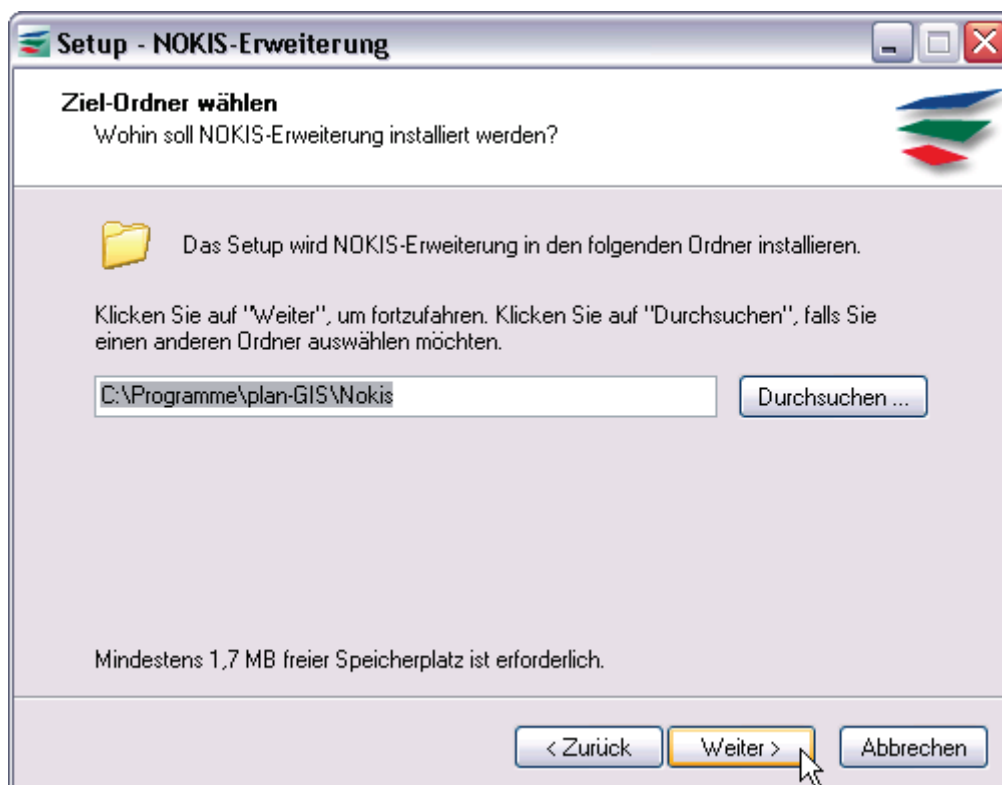 Setup - NOKIS-Erweiterung
Ziel-Ordner wählen
Wohin soll NOKIS-Erweiterung installiert werden?
Das Setup wird NOKIS-Erweiterung in den folgenden Ordner installieren.
Klicken Sie auf "Weiter", um fortzufahren. Klicken Sie auf "Durchsuchen", falls Sie
einen anderen Ordner auswählen möchten.
C:\Programme\plan-GIS\Nokis
Durchsuchen ...
Mindestens 1,7 MB freier Speicherplatz ist erforderlich.
< Zurück
Weiter >
Abbrechen